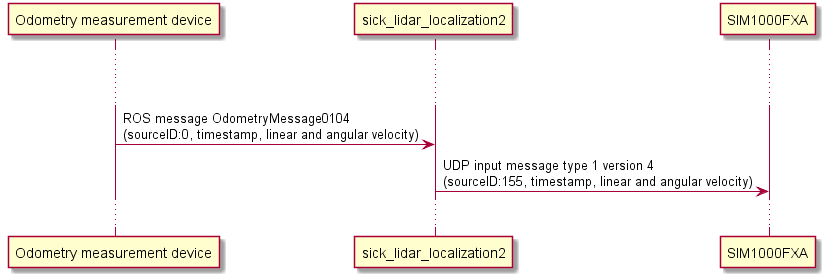 Odometry measurement device
sick_lidar_localization2
SIM1000FXA
ROS message OdometryMessage0104
(sourceID:0, timestamp, linear and angular velocity)
UDP input message type 1 version 4
(sourceID:155, timestamp, linear and angular velocity)
Odometry measurement device
sick_lidar_localization2
SIM1000FXA